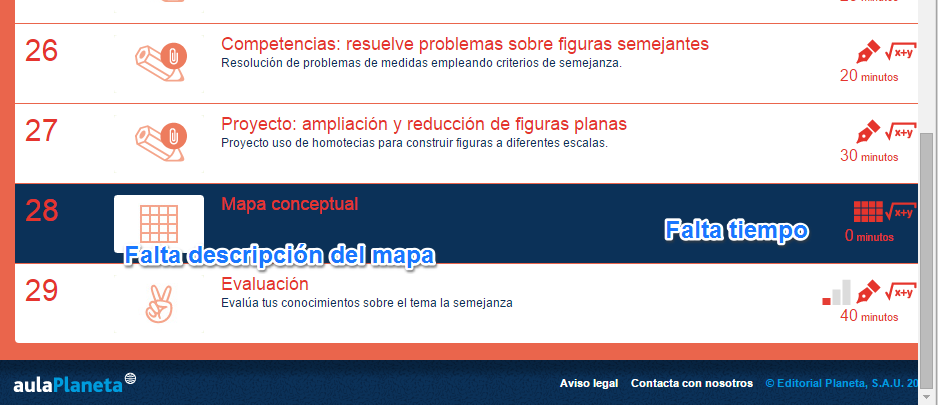 26
Competencias: resuelve problemas sobre figuras semejantes
Resolución de problemas de medidas empleando criterios de semejanza.
√x+y
20 minutos
27
Proyecto: ampliación y reducción de figuras planas
Proyecto uso de homotecias para construir figuras a diferentes escalas.
√x+y
30 minutos
28
Mapa conceptual
√x+y
0 minutos
Falta tiempo
Falta descripción del mapa
29
Evaluación
Evalúa tus conocimientos sobre el tema la semejanza
√x+y
40 minutos
aulaPlaneta
Aviso legal Contacta con nosotros © Editorial Planeta, S.A.U. 20